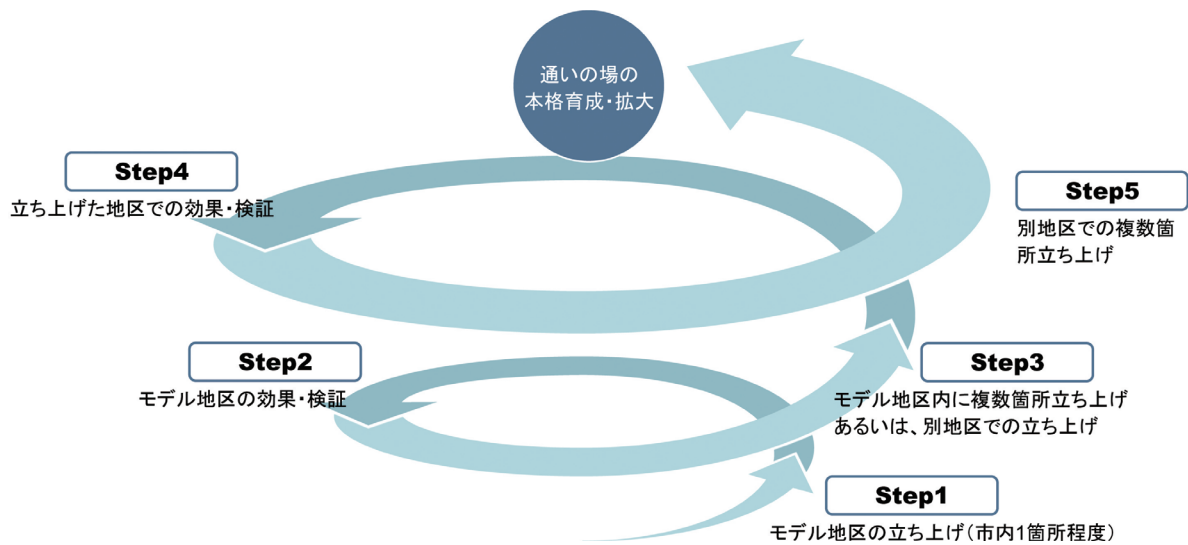 通いの場の
本格育成・拡大
Step4
立ち上げた地区での効果・検証
Step5
別地区での複数箇
所立ち上げ
Step2
モデル地区の効果・検証
Step3
モデル地区内に複数箇所立ち上げ
あるいは、別地区での立ち上げ
Step1
モデル地区の立ち上げ(市内1箇所程度)